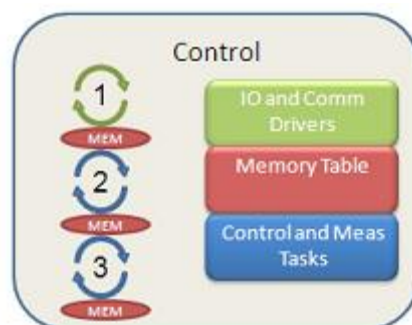 Control
1
MEM
2
MEM
3
MEM
IO and Comm
Drivers
Memory Table
Control and Meas
Tasks